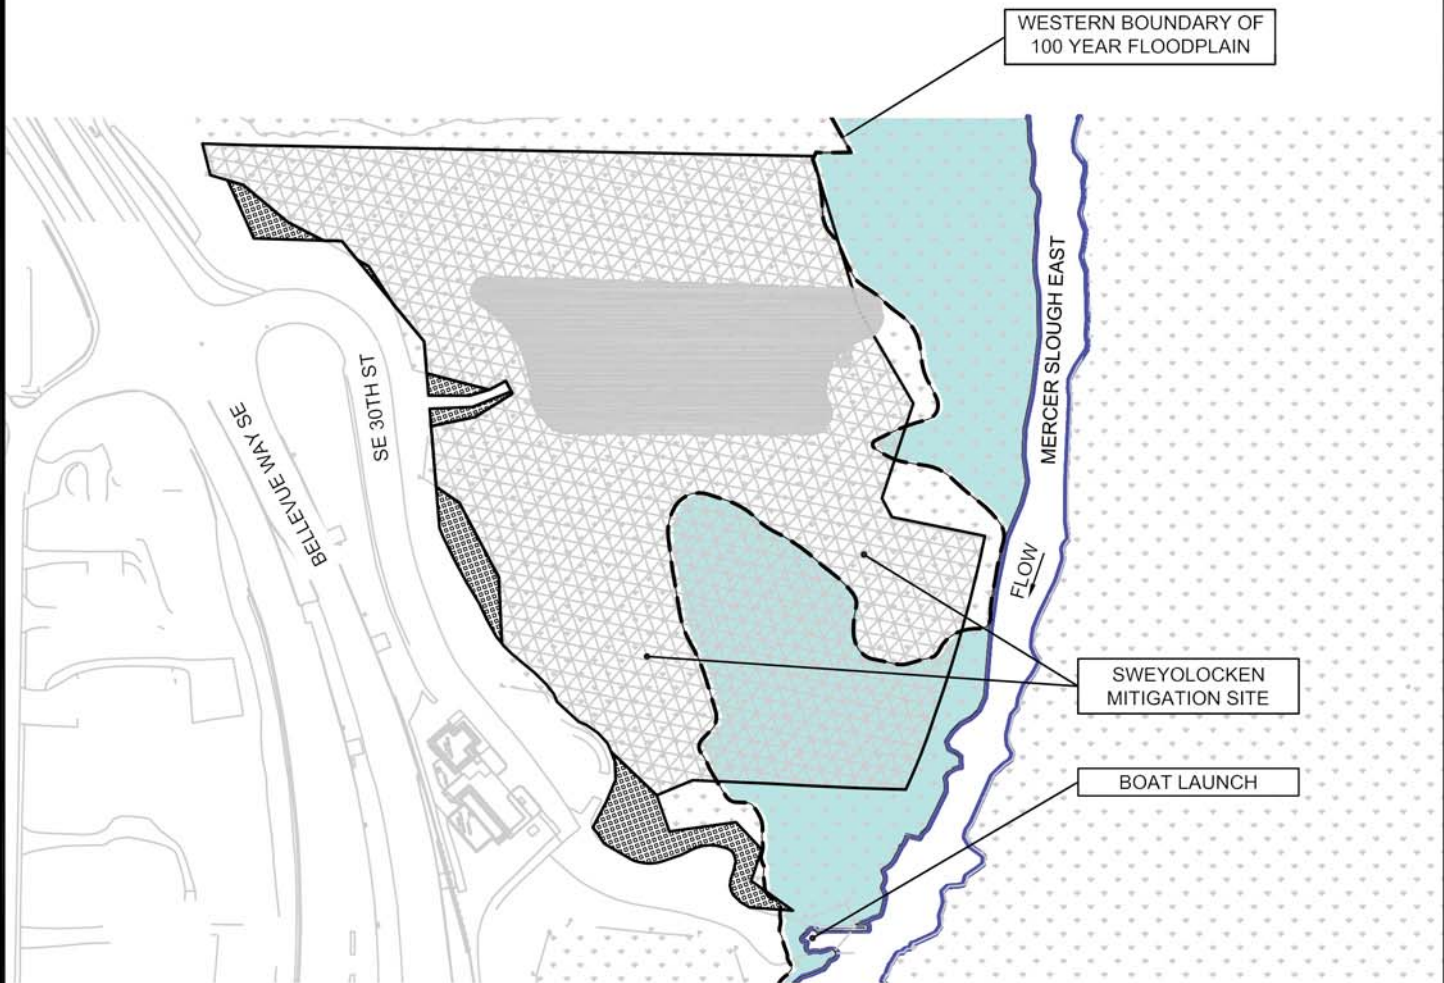 WESTERN BOUNDARY OF
100 YEAR FLOODPLAIN
MERCER SLOUGH EAST
SE 30TH ST
BELLEVUE WAY SE
FLOW
SWEYOLOCKEN
MITIGATION SITE
BOAT LAUNCH